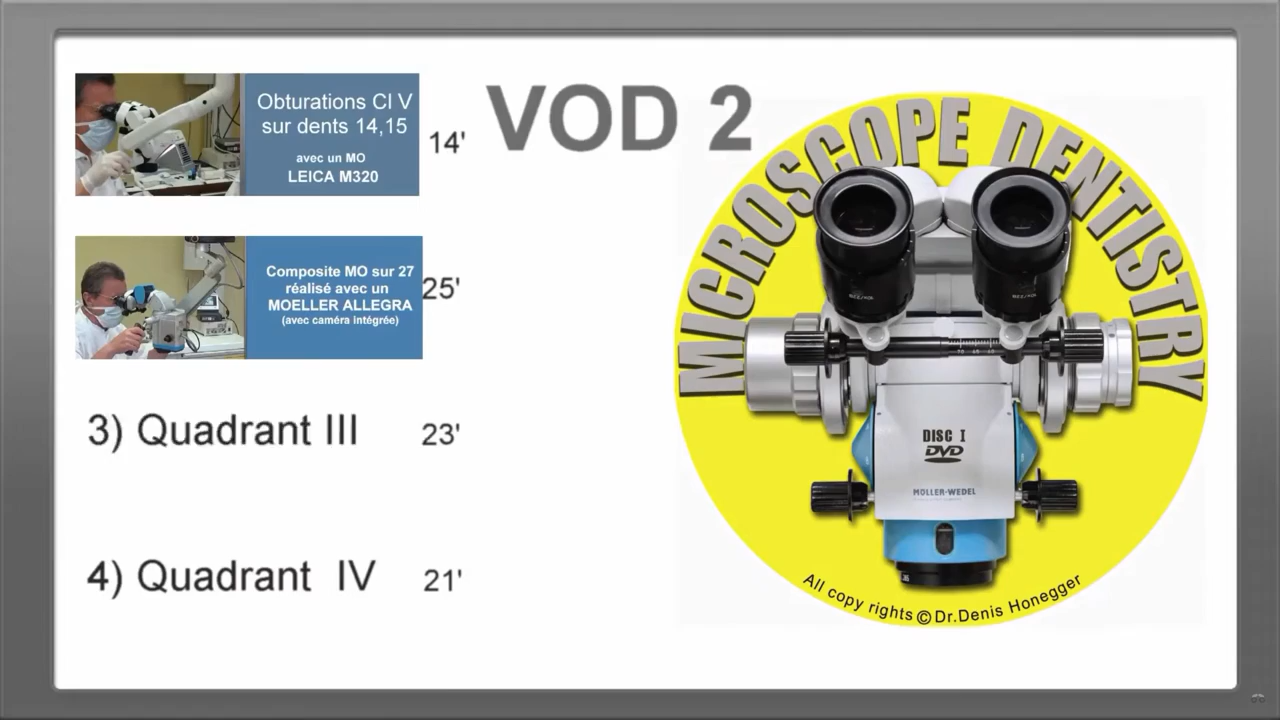 Obturations Cl V
sur dents 14,15
avec un MO
LEICA M320
14'
VOD 2
Composite MO sur 27
réalisé avec un
MOELLER ALLEGRA
(avec caméra intégrée)
25'
3) Quadrant III 23'
4) Quadrant IV 21'
MICROSCOPE DENTISTRY
DISC I
DVD
MÖLLER-WEDEL
All copy rights © Dr.Denis Honegger